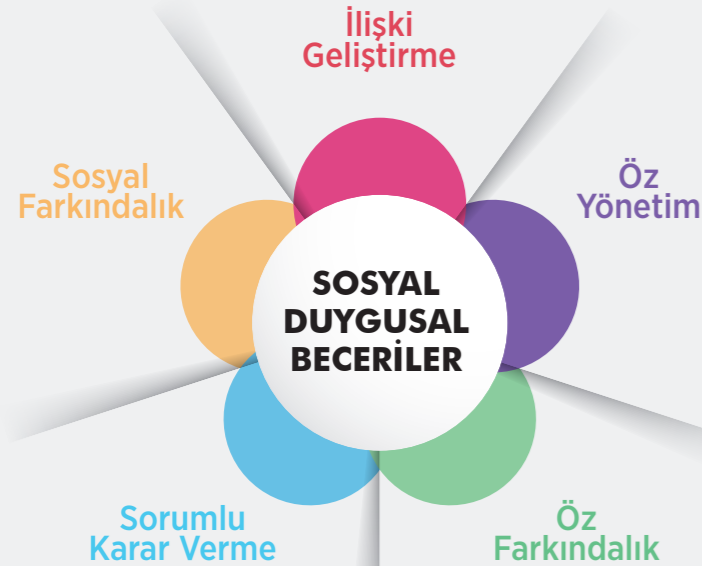 İlişki
Geliştirme
Sosyal
Farkındalık
Öz
Yönetim
SOSYAL
DUYGUSAL
BECERİLER
Sorumlu
Karar Verme
Öz
Farkındalık